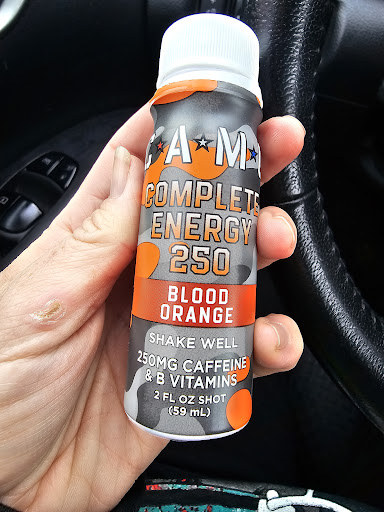 C★A★M★O
COMPLETE
ENERGY
250
BLOOD
ORANGE
SHAKE WELL
250MG CAFFEINE
& B VITAMINS
2 FL OZ SHOT
(59 mL)